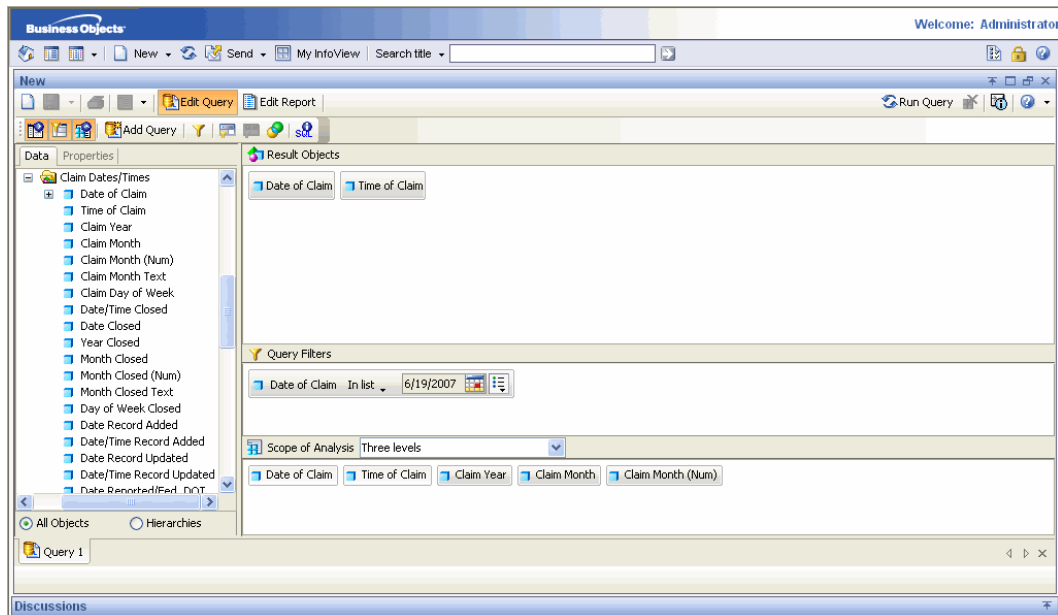 Business Objects
Welcome: Administrator
New Send My InfoView Search title
New
Edit Query Edit Report Run Query
Add Query SQL
Data Properties
Result Objects
Claim Dates/Times
Date of Claim
Time of Claim
Claim Year
Claim Month
Claim Month (Num)
Claim Month Text
Claim Day of Week
Date/Time Closed
Date Closed
Year Closed
Month Closed
Month Closed (Num)
Month Closed Text
Day of Week Closed
Date Record Added
Date/Time Record Added
Date Record Updated
Date/Time Record Updated
Date Reported/Fed. DOT
All Objects Hierarchies
Date of Claim Time of Claim
Query Filters
Date of Claim In list 6/19/2007
Scope of Analysis Three levels
Date of Claim Time of Claim Claim Year Claim Month Claim Month (Num)
Query 1
Discussions